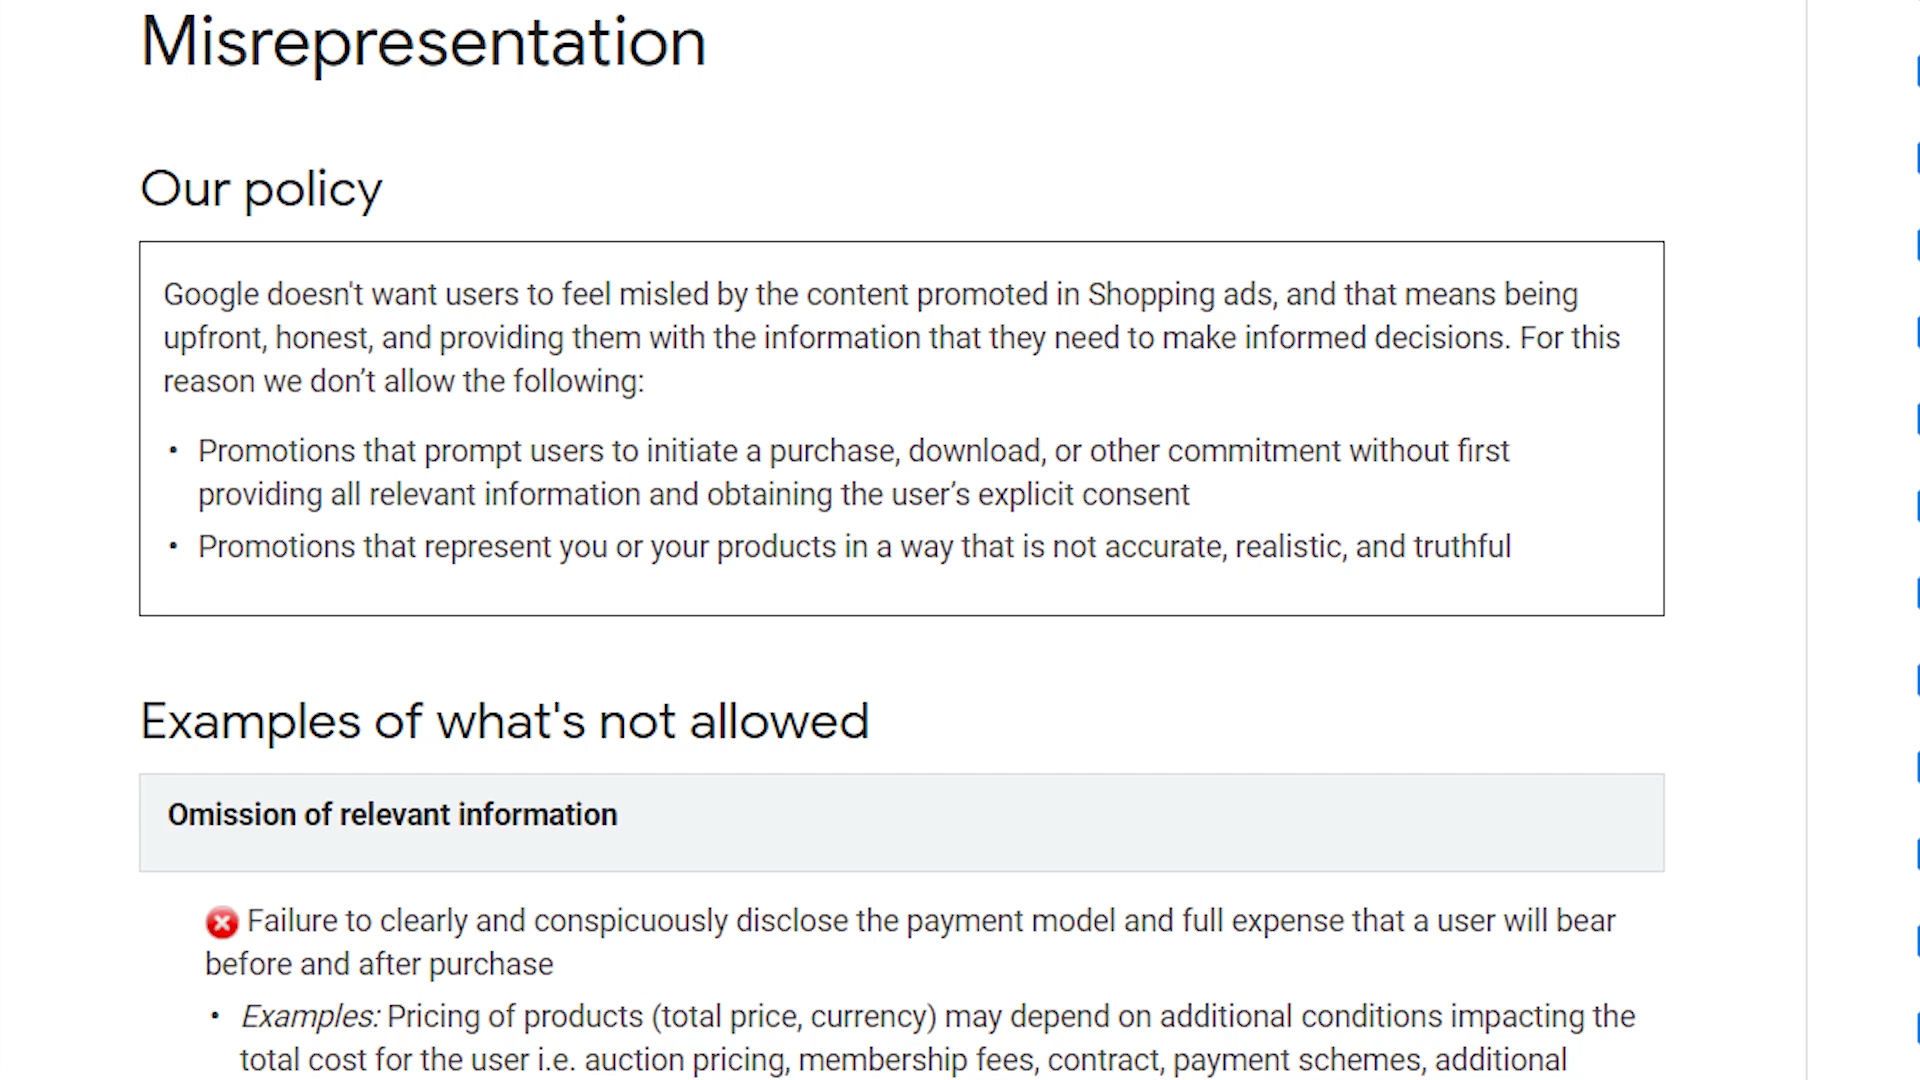 Misrepresentation
Our policy
Google doesn't want users to feel misled by the content promoted in Shopping ads, and that means being
upfront, honest, and providing them with the information that they need to make informed decisions. For this
reason we don’t allow the following:
• Promotions that prompt users to initiate a purchase, download, or other commitment without first
providing all relevant information and obtaining the user’s explicit consent
• Promotions that represent you or your products in a way that is not accurate, realistic, and truthful
Examples of what's not allowed
Omission of relevant information
Failure to clearly and conspicuously disclose the payment model and full expense that a user will bear
before and after purchase
• Examples: Pricing of products (total price, currency) may depend on additional conditions impacting the
total cost for the user i.e. auction pricing, membership fees, contract, payment schemes, additional